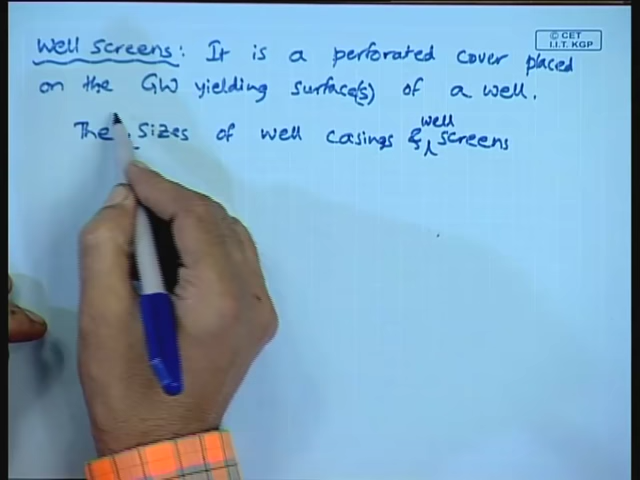 © CET
I.I.T. KGP
Well screens: It is a perforated cover placed
on the GW yielding surface(s) of a well.
The sizes of well casings & well screens